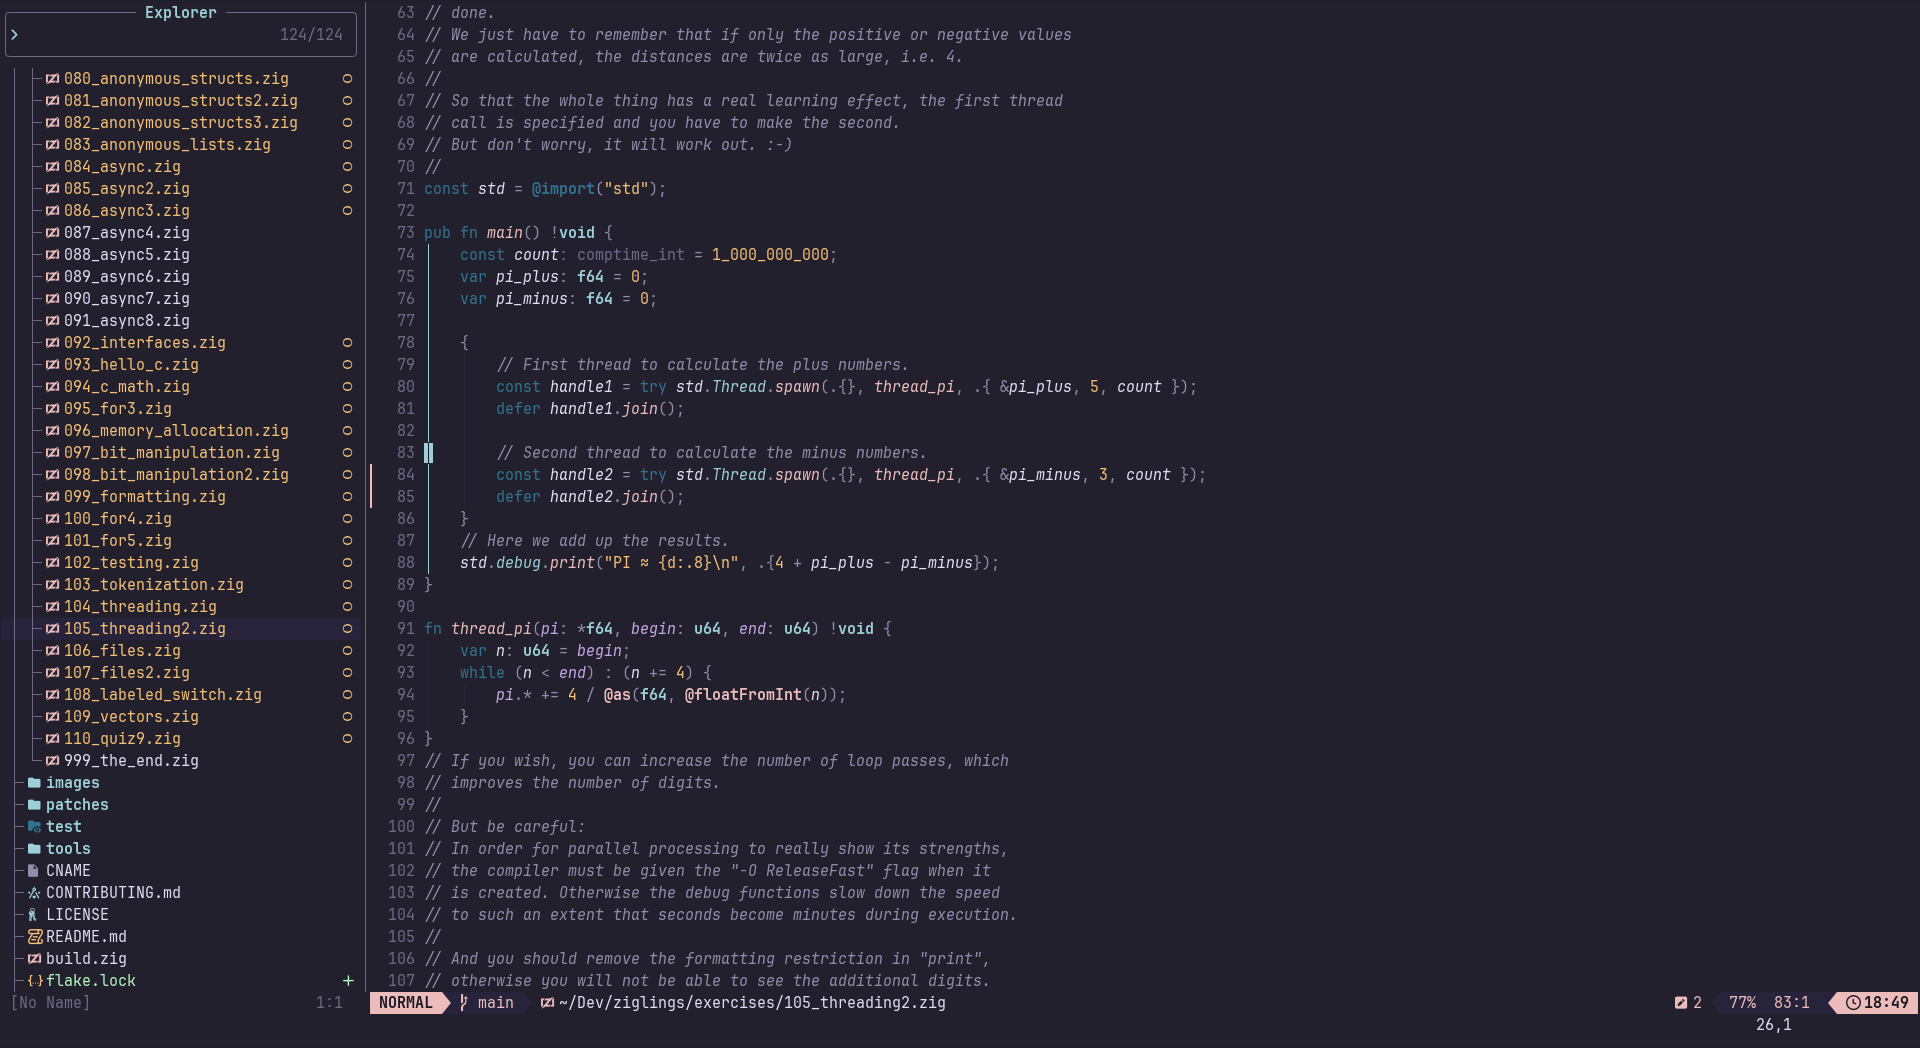 Explorer
> 124/124
080_anonymous_structs.zig
081_anonymous_structs2.zig
082_anonymous_structs3.zig
083_anonymous_lists.zig
084_async.zig
085_async2.zig
086_async3.zig
087_async4.zig
088_async5.zig
089_async6.zig
090_async7.zig
091_async8.zig
092_interfaces.zig
093_hello_c.zig
094_c_math.zig
095_for3.zig
096_memory_allocation.zig
097_bit_manipulation.zig
098_bit_manipulation2.zig
099_formatting.zig
100_for4.zig
101_for5.zig
102_testing.zig
103_tokenization.zig
104_threading.zig
105_threading2.zig
106_files.zig
107_files2.zig
108_labeled_switch.zig
109_vectors.zig
110_quiz9.zig
999_the_end.zig
images
patches
test
tools
CNAME
CONTRIBUTING.md
LICENSE
README.md
build.zig
flake.lock +
[No Name] 1:1
63 // done.
64 // We just have to remember that if only the positive or negative values
65 // are calculated, the distances are twice as large, i.e. 4.
66 //
67 // So that the whole thing has a real learning effect, the first thread
68 // call is specified and you have to make the second.
69 // But don't worry, it will work out. :-)
70 //
71 const std = @import("std");
72
73 pub fn main() !void {
74     const count: comptime_int = 1_000_000_000;
75     var pi_plus: f64 = 0;
76     var pi_minus: f64 = 0;
77
78     {
79         // First thread to calculate the plus numbers.
80         const handle1 = try std.Thread.spawn(.{}, thread_pi, .{ &pi_plus, 5, count });
81         defer handle1.join();
82
83         // Second thread to calculate the minus numbers.
84         const handle2 = try std.Thread.spawn(.{}, thread_pi, .{ &pi_minus, 3, count });
85         defer handle2.join();
86     }
87     // Here we add up the results.
88     std.debug.print("PI ≈ {d:.8}\n", .{4 + pi_plus - pi_minus});
89 }
90
91 fn thread_pi(pi: *f64, begin: u64, end: u64) !void {
92     var n: u64 = begin;
93     while (n < end) : (n += 4) {
94         pi.* += 4 / @as(f64, @floatFromInt(n));
95     }
96 }
97 // If you wish, you can increase the number of loop passes, which
98 // improves the number of digits.
99 //
100 // But be careful:
101 // In order for parallel processing to really show its strengths,
102 // the compiler must be given the "-O ReleaseFast" flag when it
103 // is created. Otherwise the debug functions slow down the speed
104 // to such an extent that seconds become minutes during execution.
105 //
106 // And you should remove the formatting restriction in "print",
107 // otherwise you will not be able to see the additional digits.
NORMAL main ~/Dev/ziglings/exercises/105_threading2.zig 2 77% 83:1 18:49
26,1